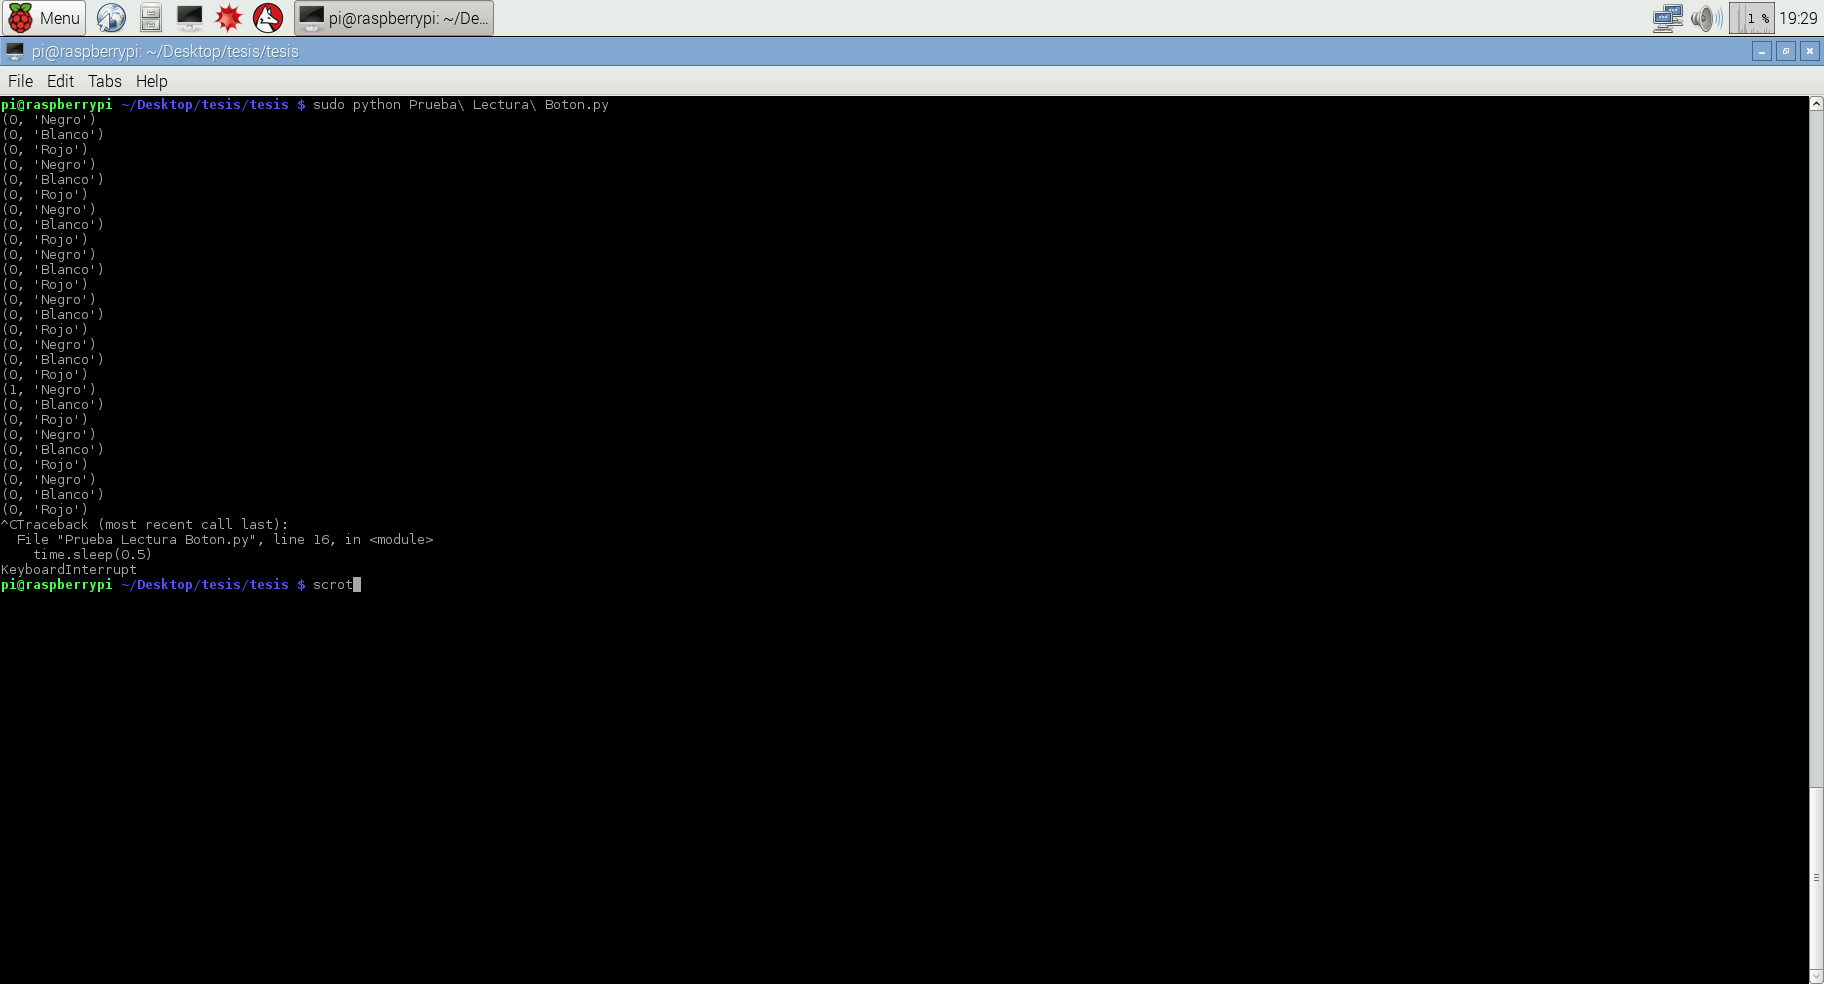 Menu pi@raspberrypi: ~/De... 1 % 19:29
pi@raspberrypi: ~/Desktop/tesis/tesis
File Edit Tabs Help
pi@raspberrypi ~/Desktop/tesis/tesis $ sudo python Prueba\ Lectura\ Boton.py
(0, 'Negro')
(0, 'Blanco')
(0, 'Rojo')
(0, 'Negro')
(0, 'Blanco')
(0, 'Rojo')
(0, 'Negro')
(0, 'Blanco')
(0, 'Rojo')
(0, 'Negro')
(0, 'Blanco')
(0, 'Rojo')
(0, 'Negro')
(0, 'Blanco')
(0, 'Rojo')
(0, 'Negro')
(0, 'Blanco')
(0, 'Rojo')
(1, 'Negro')
(0, 'Blanco')
(0, 'Rojo')
(0, 'Negro')
(0, 'Blanco')
(0, 'Rojo')
(0, 'Negro')
(0, 'Blanco')
(0, 'Rojo')
^CTraceback (most recent call last):
  File "Prueba Lectura Boton.py", line 16, in <module>
    time.sleep(0.5)
KeyboardInterrupt
pi@raspberrypi ~/Desktop/tesis/tesis $ scrot